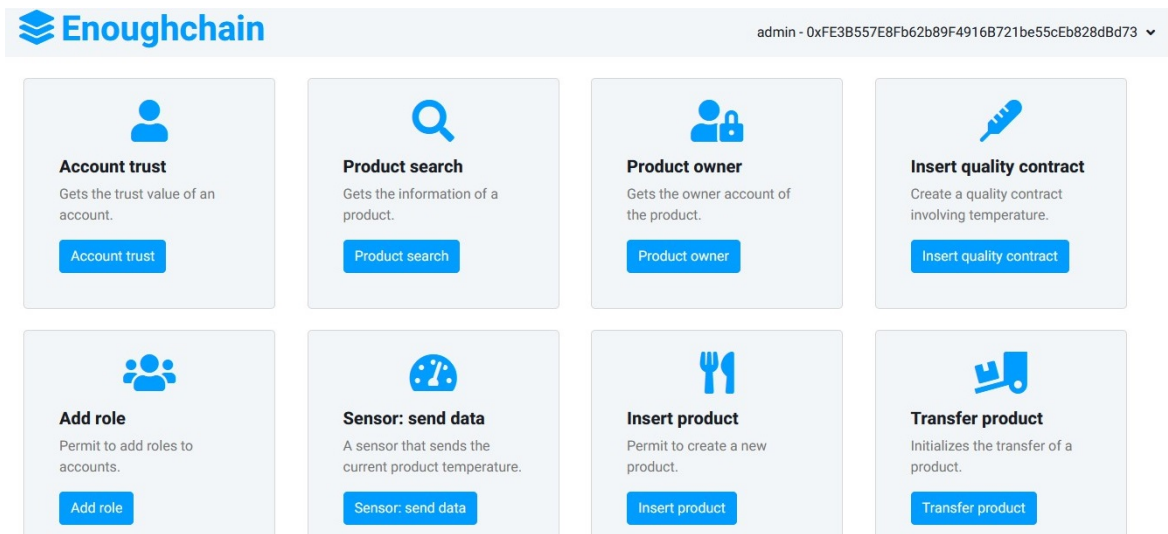 Enoughchain
admin - 0xFE3B557E8Fb62b89F4916B721be55cEb828dBd73
Account trust
Gets the trust value of an
account.
Account trust
Product search
Gets the information of a
product.
Product search
Product owner
Gets the owner account of
the product.
Product owner
Insert quality contract
Create a quality contract
involving temperature.
Insert quality contract
Add role
Permit to add roles to
accounts.
Add role
Sensor: send data
A sensor that sends the
current product temperature.
Sensor: send data
Insert product
Permit to create a new
product.
Insert product
Transfer product
Initializes the transfer of a
product.
Transfer product